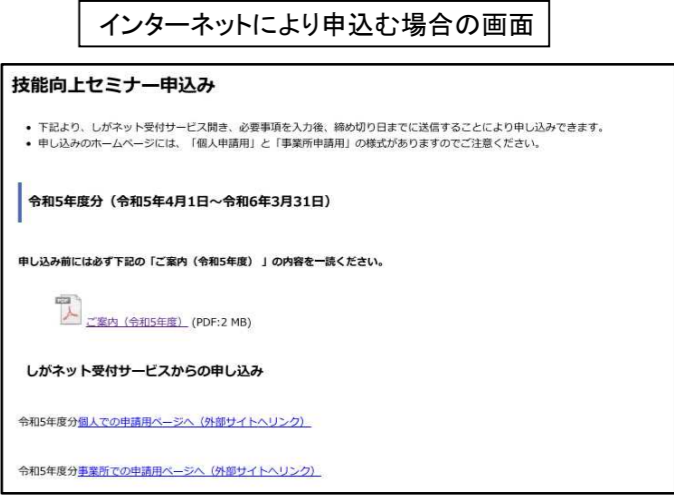 インターネットにより申込む場合の画面
技能向上セミナー申込み
• 下記より、しがネット受付サービス開き、必要事項を入力後、締め切り日までに送信することにより申し込みできます。
• 申し込みのホームページには、「個人申請用」と「事業所申請用」の様式がありますのでご注意ください。
令和5年度分（令和5年4月1日～令和6年3月31日）
申し込み前には必ず下記の「ご案内（令和5年度） 」の内容を一読ください。
ご案内（令和5年度） (PDF:2 MB)
しがネット受付サービスからの申し込み
令和5年度分個人での申請用ページへ（外部サイトへリンク）
令和5年度分事業所での申請用ページへ（外部サイトへリンク）